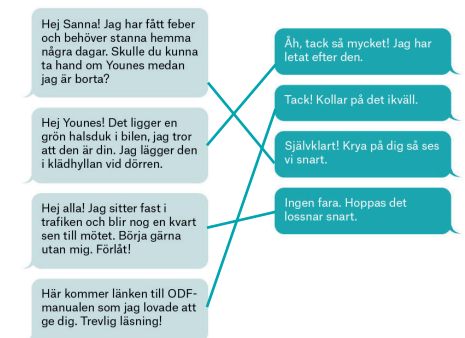 Hej Sanna! Jag har fått feber
och behöver stanna hemma
några dagar. Skulle du kunna
ta hand om Younes medan
jag är borta?
Hej Younes! Det ligger en
grön halsduk i bilen, jag tror
att den är din. Jag lägger den
i klädhyllan vid dörren.
Hej alla! Jag sitter fast i
trafiken och blir nog en kvart
sen till mötet. Börja gärna
utan mig. Förlåt!
Här kommer länken till ODF-
manualen som jag lovade att
ge dig. Trevlig läsning!
Åh, tack så mycket! Jag har
letat efter den.
Tack! Kollar på det ikväll.
Självklart! Krya på dig så ses
vi snart.
Ingen fara. Hoppas det
lossnar snart.